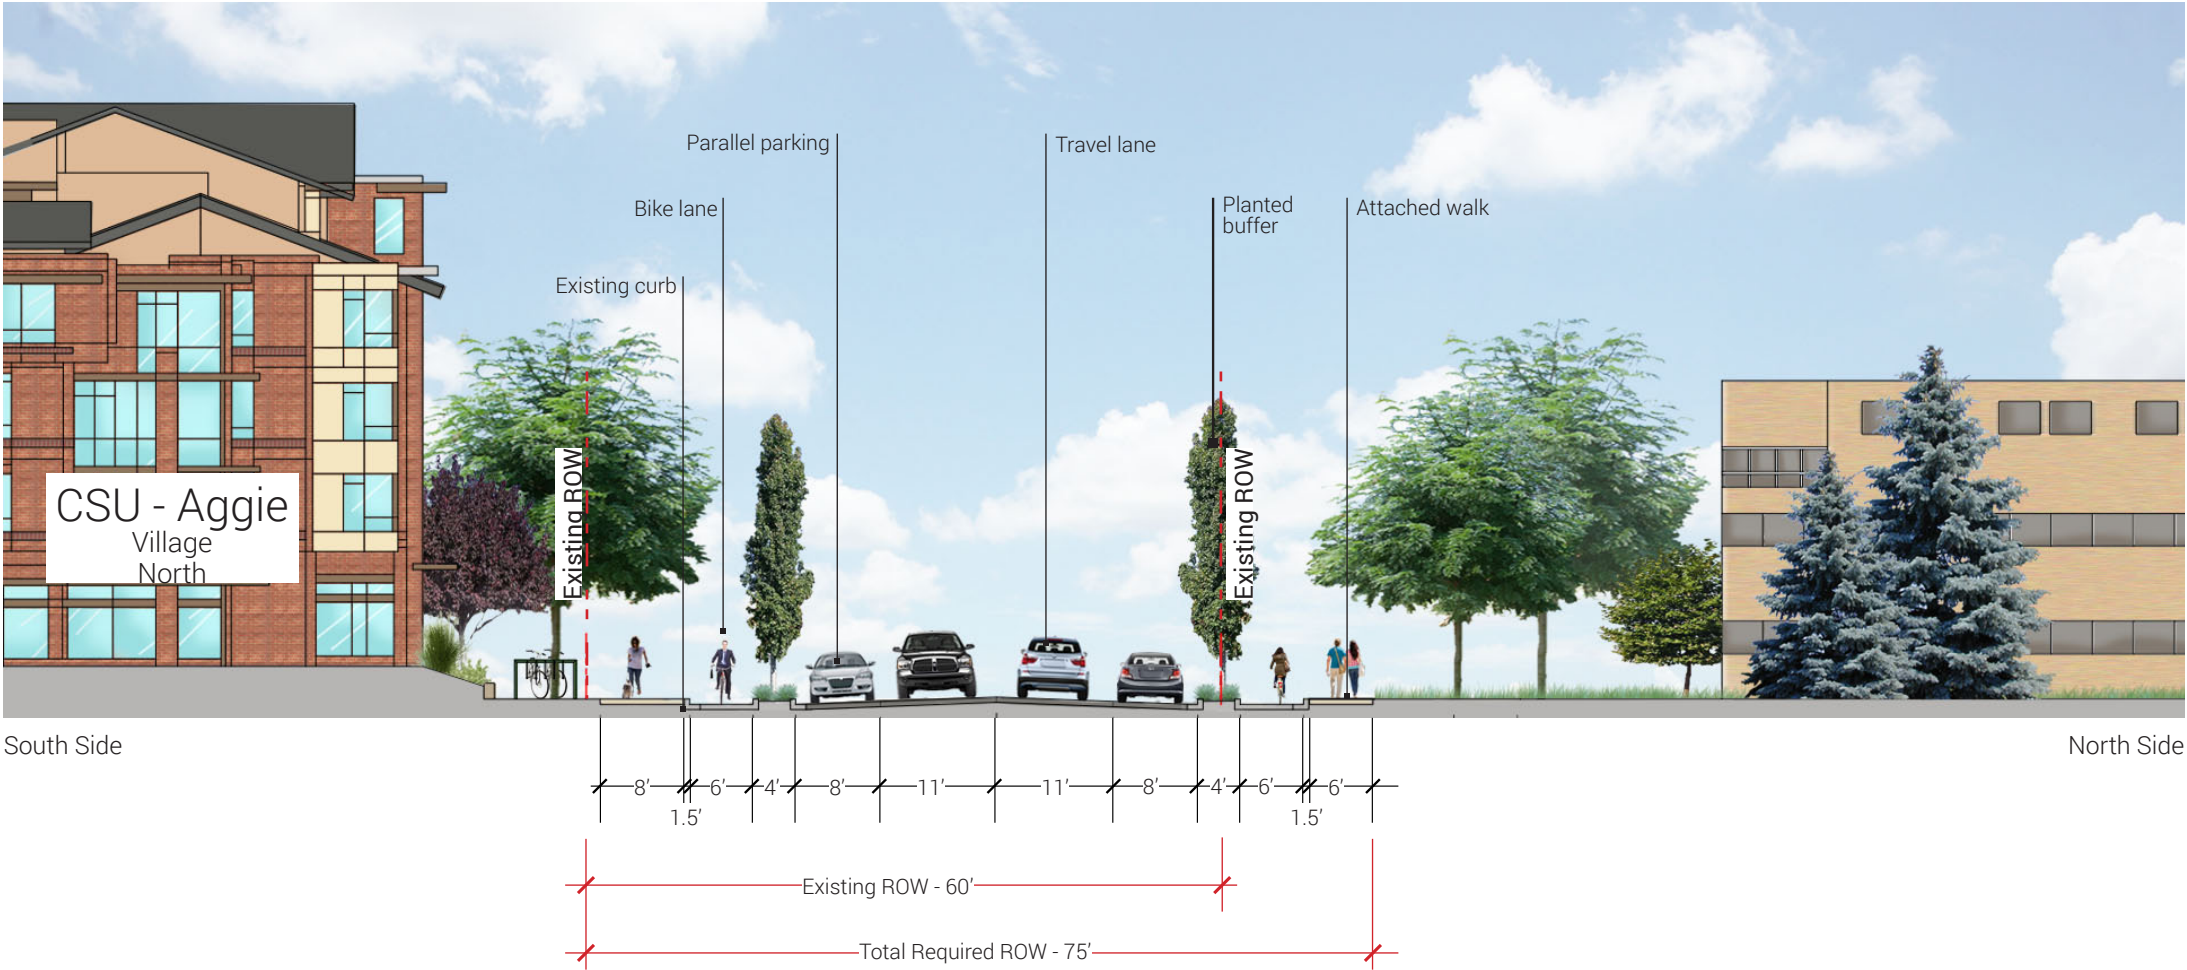 Parallel parking
Travel lane
Bike lane
Planted
buffer
Attached walk
Existing curb
Existing ROW
Existing ROW
CSU - Aggie
Village
North
South Side
North Side
8' 6' 4' 8' 11' 11' 8' 4' 6' 6'
1.5' 1.5'
Existing ROW - 60'
Total Required ROW - 75'